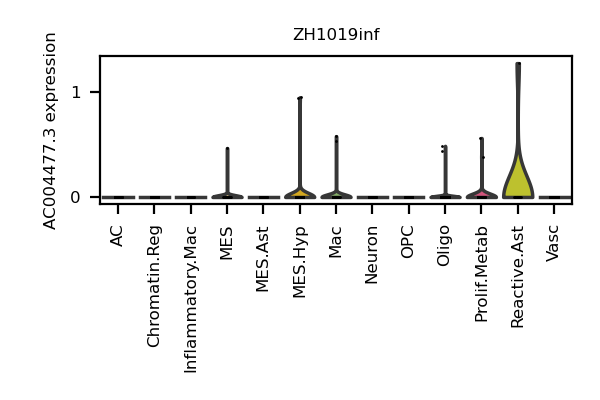 ZH1019inf
AC004477.3 expression
1
0
AC
Chromatin.Reg
Inflammatory.Mac
MES
MES.Ast
MES.Hyp
Mac
Neuron
OPC
Oligo
Prolif.Metab
Reactive.Ast
Vasc